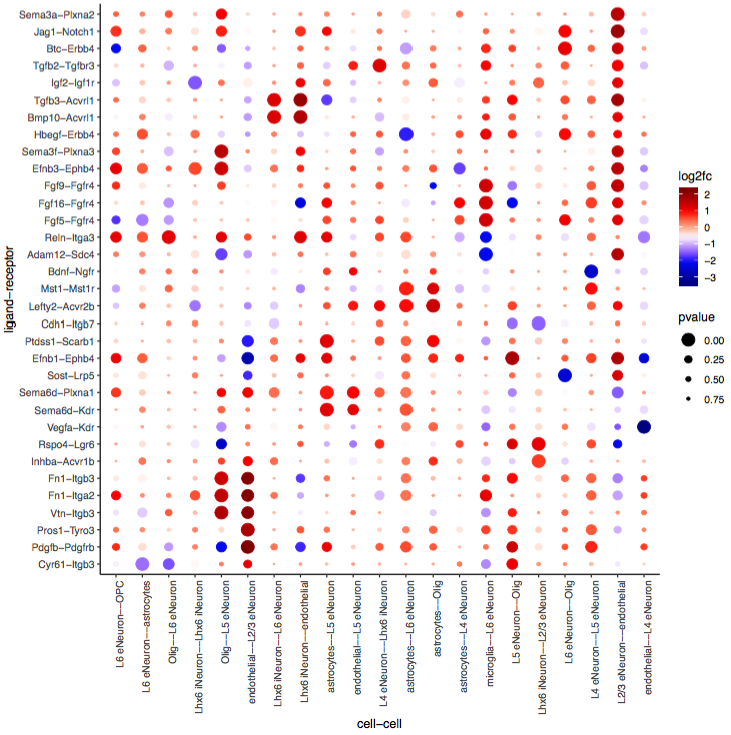 Sema3a−Plxna2
Jag1−Notch1
Btc−Erbb4
Tgfb2−Tgfbr3
Igf2−Igf1r
Tgfb3−Acvrl1
Bmp10−Acvrl1
Hbegf−Erbb4
Sema3f−Plxna3
Efnb3−Ephb4
Fgf9−Fgfr4
Fgf16−Fgfr4
Fgf5−Fgfr4
Reln−Itga3
Adam12−Sdc4
Bdnf−Ngfr
Mst1−Mst1r
Lefty2−Acvr2b
Cdh1−Itgb7
Ptdss1−Scarb1
Efnb1−Ephb4
Sost−Lrp5
Sema6d−Plxna1
Sema6d−Kdr
Vegfa−Kdr
Rspo4−Lgr6
Inhba−Acvr1b
Fn1−Itgb3
Fn1−Itga2
Vtn−Itgb3
Pros1−Tyro3
Pdgfb−Pdgfrb
Cyr61−Itgb3
ligand−receptor
L6 eNeuron−−−OPC
L6 eNeuron−−−astrocytes
Olig−−−L6 eNeuron
Lhx6 iNeuron−−−Lhx6 iNeuron
Olig−−−L5 eNeuron
endothelial−−−L2/3 eNeuron
Lhx6 iNeuron−−−L6 eNeuron
Lhx6 iNeuron−−−endothelial
astrocytes−−−L5 eNeuron
endothelial−−−L5 eNeuron
L4 eNeuron−−−Lhx6 iNeuron
astrocytes−−−L6 eNeuron
astrocytes−−−Olig
astrocytes−−−L4 eNeuron
microglia−−−L6 eNeuron
L5 eNeuron−−−Olig
Lhx6 iNeuron−−−L2/3 eNeuron
L6 eNeuron−−−Olig
L4 eNeuron−−−L5 eNeuron
L2/3 eNeuron−−−endothelial
endothelial−−−L4 eNeuron
cell−cell
log2fc
2
1
0
−1
−2
−3
pvalue
0.00
0.25
0.50
0.75